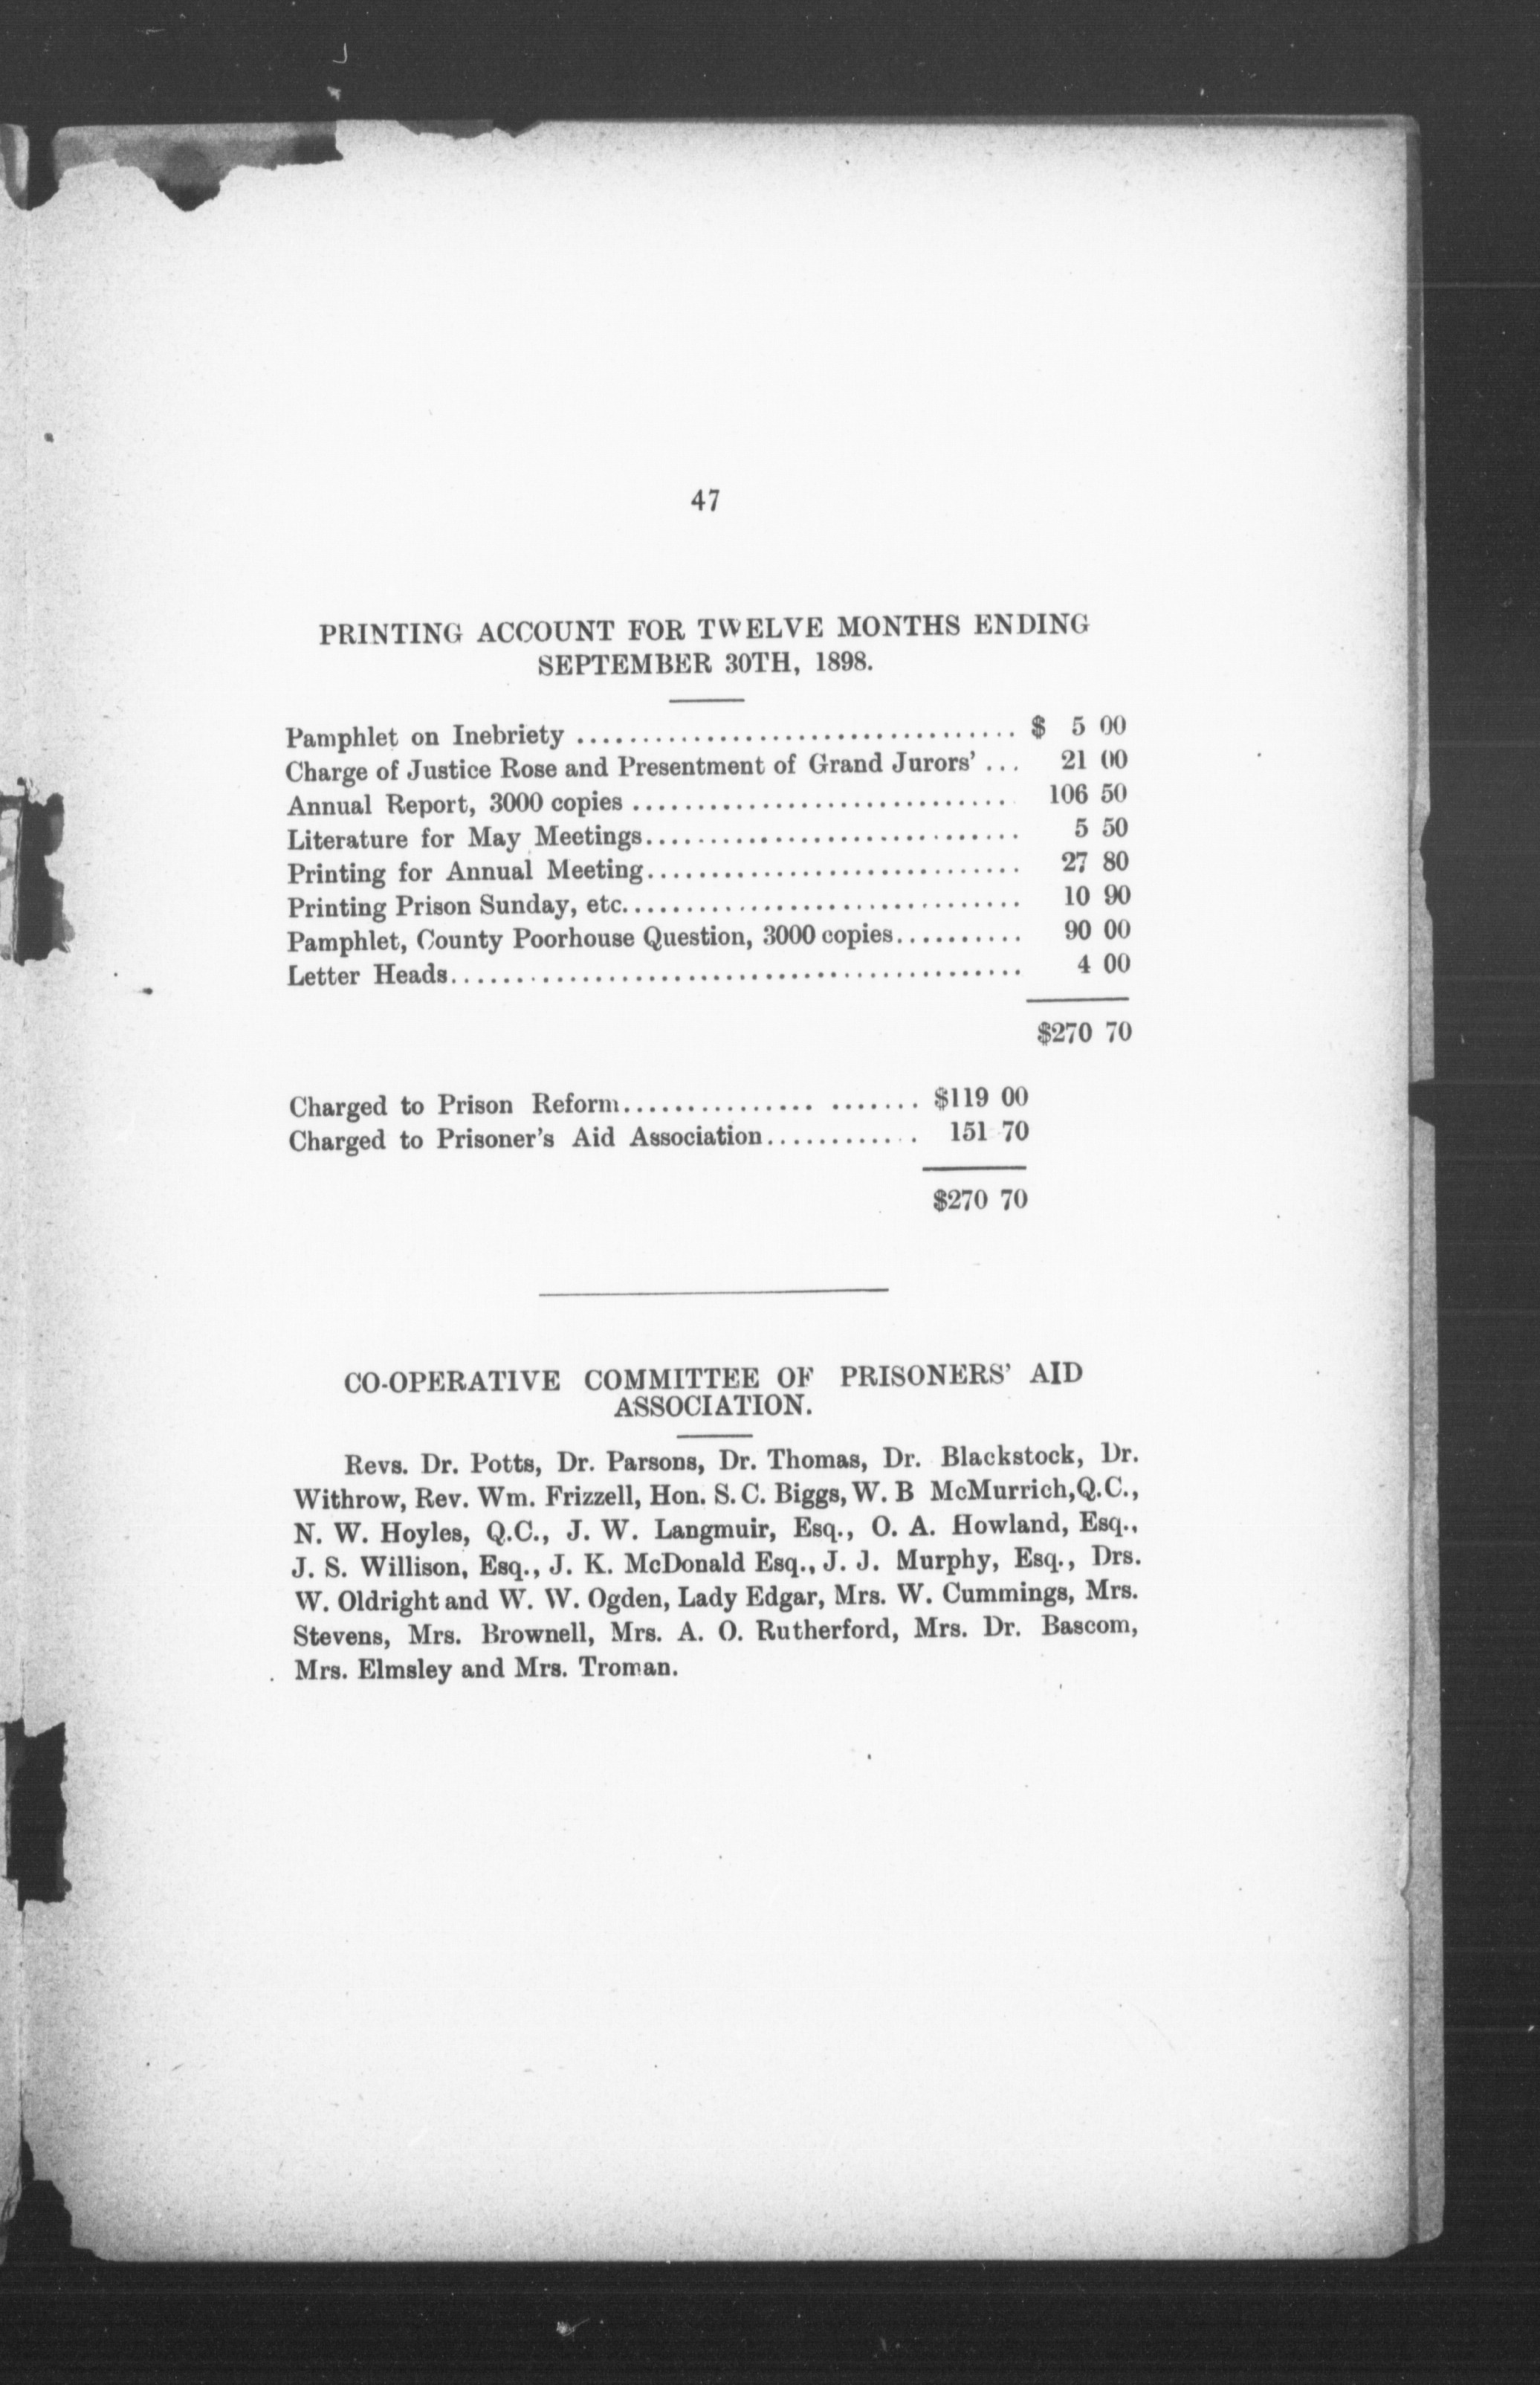 47
PRINTING ACCOUNT FOR TWELVE MONTHS ENDING
SEPTEMBER 30TH, 1898.
Pamphlet on Inebriety .................................. $ 5 00
Charge of Justice Rose and Presentment of Grand Jurors' ... 21 00
Annual Report, 3000 copies ............................. 106 50
Literature for May Meetings............................. 5 50
Printing for Annual Meeting............................. 27 80
Printing Prison Sunday, etc............................... 10 90
Pamphlet, County Poorhouse Question, 3000 copies.......... 90 00
Letter Heads............................................. 4 00
$270 70
Charged to Prison Reform............... ....... $119 00
Charged to Prisoner's Aid Association............ 151 70
$270 70
CO-OPERATIVE COMMITTEE OF PRISONERS' AID
ASSOCIATION.
Revs. Dr. Potts, Dr. Parsons, Dr. Thomas, Dr. Blackstock, Dr.
Withrow, Rev. Wm. Frizzell, Hon. S. C. Biggs, W. B McMurrich, Q.C.,
N. W. Hoyles, Q.C., J. W. Langmuir, Esq., O. A. Howland, Esq.,
J. S. Willison, Esq., J. K. McDonald Esq., J. J. Murphy, Esq., Drs.
W. Oldright and W. W. Ogden, Lady Edgar, Mrs. W. Cummings, Mrs.
Stevens, Mrs. Brownell, Mrs. A. O. Rutherford, Mrs. Dr. Bascom,
Mrs. Elmsley and Mrs. Troman.